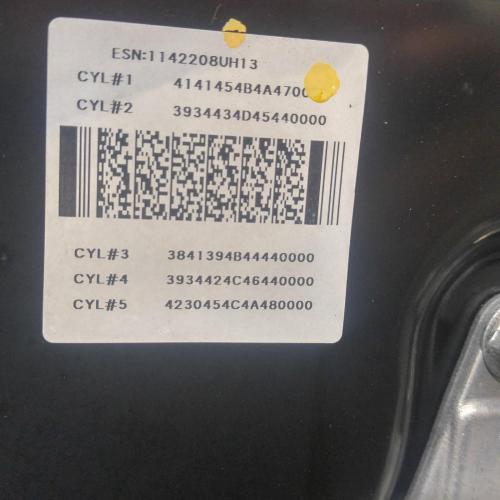 ESN:1142208UH13
CYL#1 4141454B4A4700
CYL#2 3934434D45440000
CYL#3 3841394B44440000
CYL#4 3934424C46440000
CYL#5 4230454C4A480000